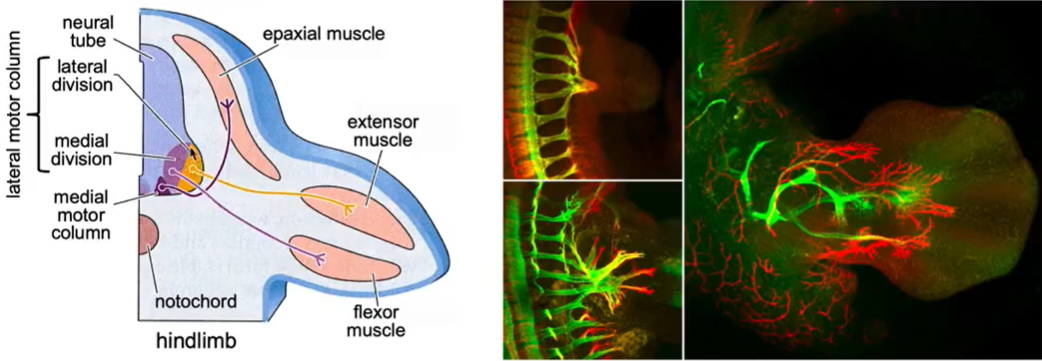 neural
tube
epaxial muscle
lateral motor column
lateral
division
extensor
muscle
medial
division
medial
motor
column
notochord
flexor
muscle
hindlimb